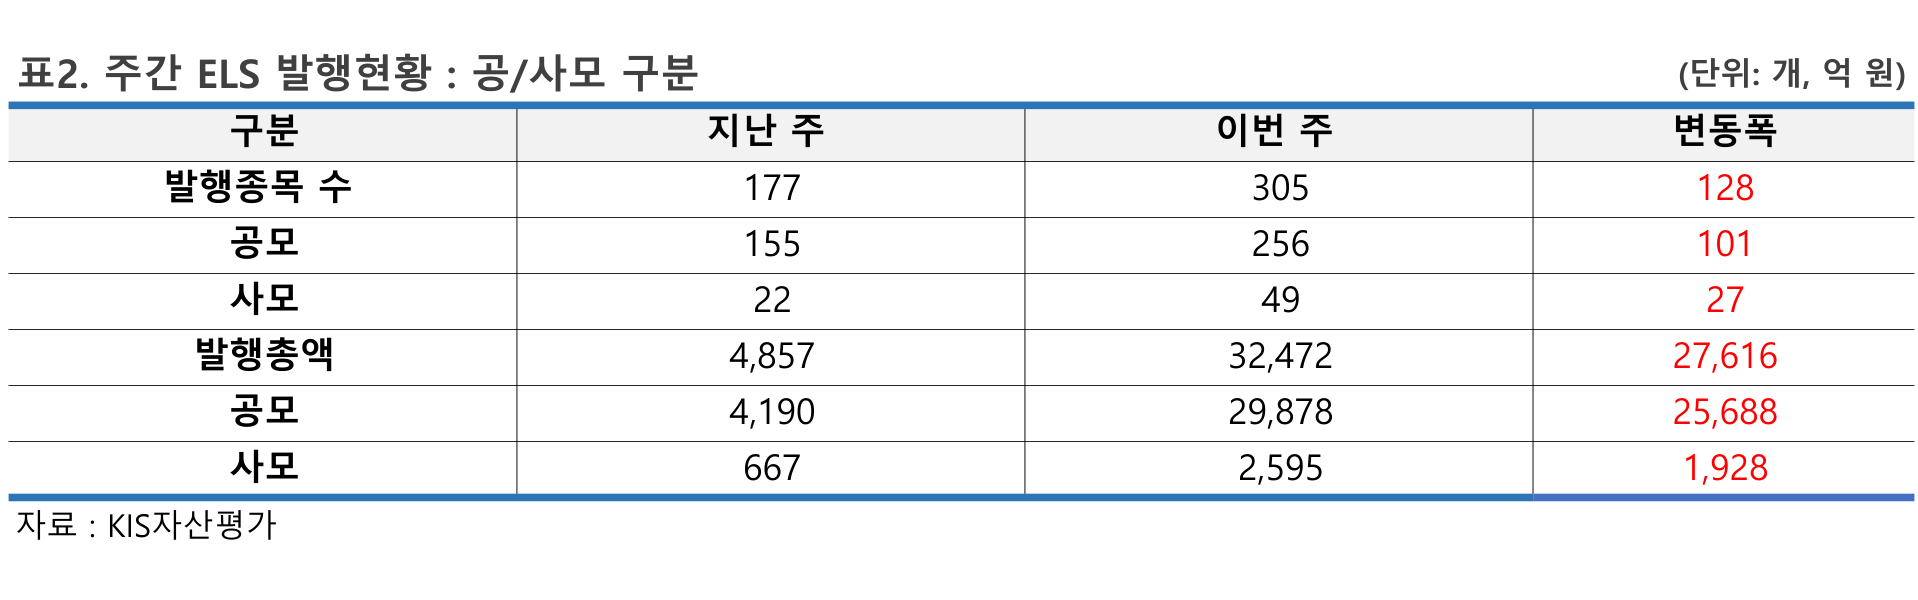 표2. 주간 ELS 발행현황 : 공/사모 구분 (단위: 개, 억 원)
구분 지난 주 이번 주 변동폭
발행종목 수 177 305 128
공모 155 256 101
사모 22 49 27
발행총액 4,857 32,472 27,616
공모 4,190 29,878 25,688
사모 667 2,595 1,928
자료 : KIS자산평가